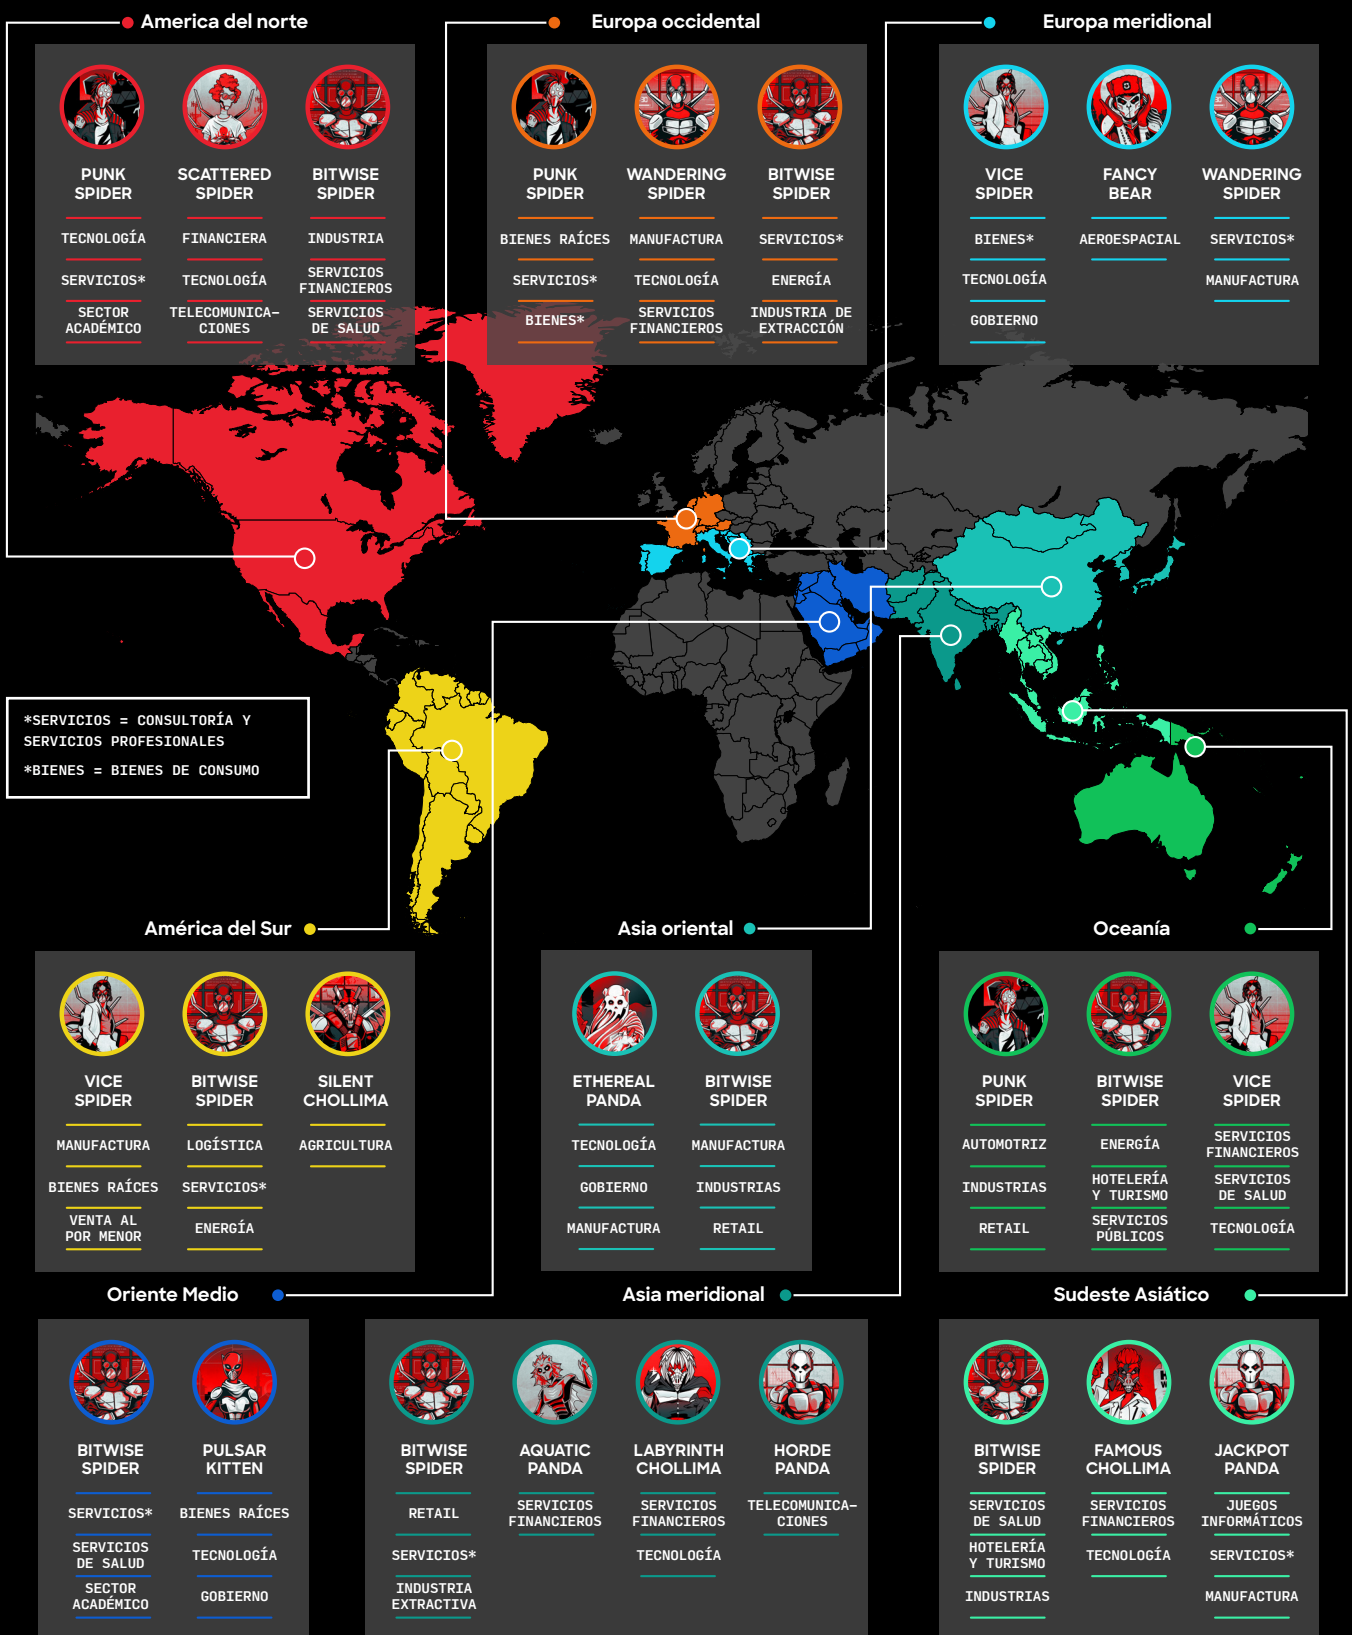 America del norte
PUNK
SPIDER
TECNOLOGÍA
SERVICIOS*
SECTOR
ACADÉMICO
SCATTERED
SPIDER
FINANCIERA
TECNOLOGÍA
TELECOMUNICA–
CIONES
BITWISE
SPIDER
INDUSTRIA
SERVICIOS
FINANCIEROS
SERVICIOS
DE SALUD
Europa occidental
PUNK
SPIDER
BIENES RAÍCES
SERVICIOS*
BIENES*
WANDERING
SPIDER
MANUFACTURA
TECNOLOGÍA
SERVICIOS
FINANCIEROS
BITWISE
SPIDER
SERVICIOS*
ENERGÍA
INDUSTRIA DE
EXTRACCIÓN
Europa meridional
VICE
SPIDER
BIENES*
TECNOLOGÍA
GOBIERNO
FANCY
BEAR
AEROESPACIAL
WANDERING
SPIDER
SERVICIOS*
MANUFACTURA
*SERVICIOS = CONSULTORÍA Y
SERVICIOS PROFESIONALES
*BIENES = BIENES DE CONSUMO
América del Sur
VICE
SPIDER
MANUFACTURA
BIENES RAÍCES
VENTA AL
POR MENOR
BITWISE
SPIDER
LOGÍSTICA
SERVICIOS*
ENERGÍA
SILENT
CHOLLIMA
AGRICULTURA
Asia oriental
ETHEREAL
PANDA
TECNOLOGÍA
GOBIERNO
MANUFACTURA
BITWISE
SPIDER
MANUFACTURA
INDUSTRIAS
RETAIL
Oceanía
PUNK
SPIDER
AUTOMOTRIZ
INDUSTRIAS
RETAIL
BITWISE
SPIDER
ENERGÍA
HOTELERÍA
Y TURISMO
SERVICIOS
PÚBLICOS
VICE
SPIDER
SERVICIOS
FINANCIEROS
SERVICIOS
DE SALUD
TECNOLOGÍA
Oriente Medio
BITWISE
SPIDER
SERVICIOS*
SERVICIOS
DE SALUD
SECTOR
ACADÉMICO
PULSAR
KITTEN
BIENES RAÍCES
TECNOLOGÍA
GOBIERNO
Asia meridional
BITWISE
SPIDER
RETAIL
SERVICIOS*
INDUSTRIA
EXTRACTIVA
AQUATIC
PANDA
SERVICIOS
FINANCIEROS
LABYRINTH
CHOLLIMA
SERVICIOS
FINANCIEROS
TECNOLOGÍA
HORDE
PANDA
TELECOMUNICA–
CIONES
Sudeste Asiático
BITWISE
SPIDER
SERVICIOS
DE SALUD
HOTELERÍA
Y TURISMO
INDUSTRIAS
FAMOUS
CHOLLIMA
SERVICIOS
FINANCIEROS
TECNOLOGÍA
JACKPOT
PANDA
JUEGOS
INFORMÁTICOS
SERVICIOS*
MANUFACTURA